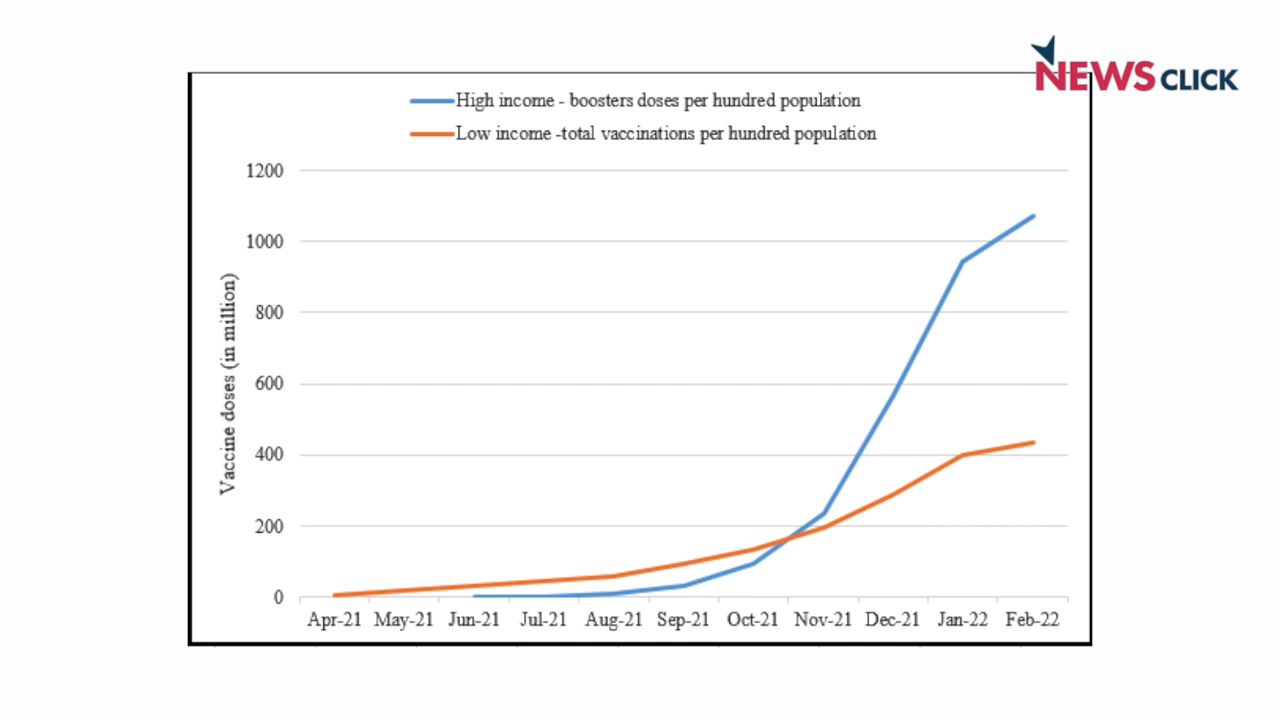 NEWSCLICK
High income - boosters doses per hundred population
Low income -total vaccinations per hundred population
Vaccine doses (in million)
1200
1000
800
600
400
200
0
Apr-21 May-21 Jun-21 Jul-21 Aug-21 Sep-21 Oct-21 Nov-21 Dec-21 Jan-22 Feb-22